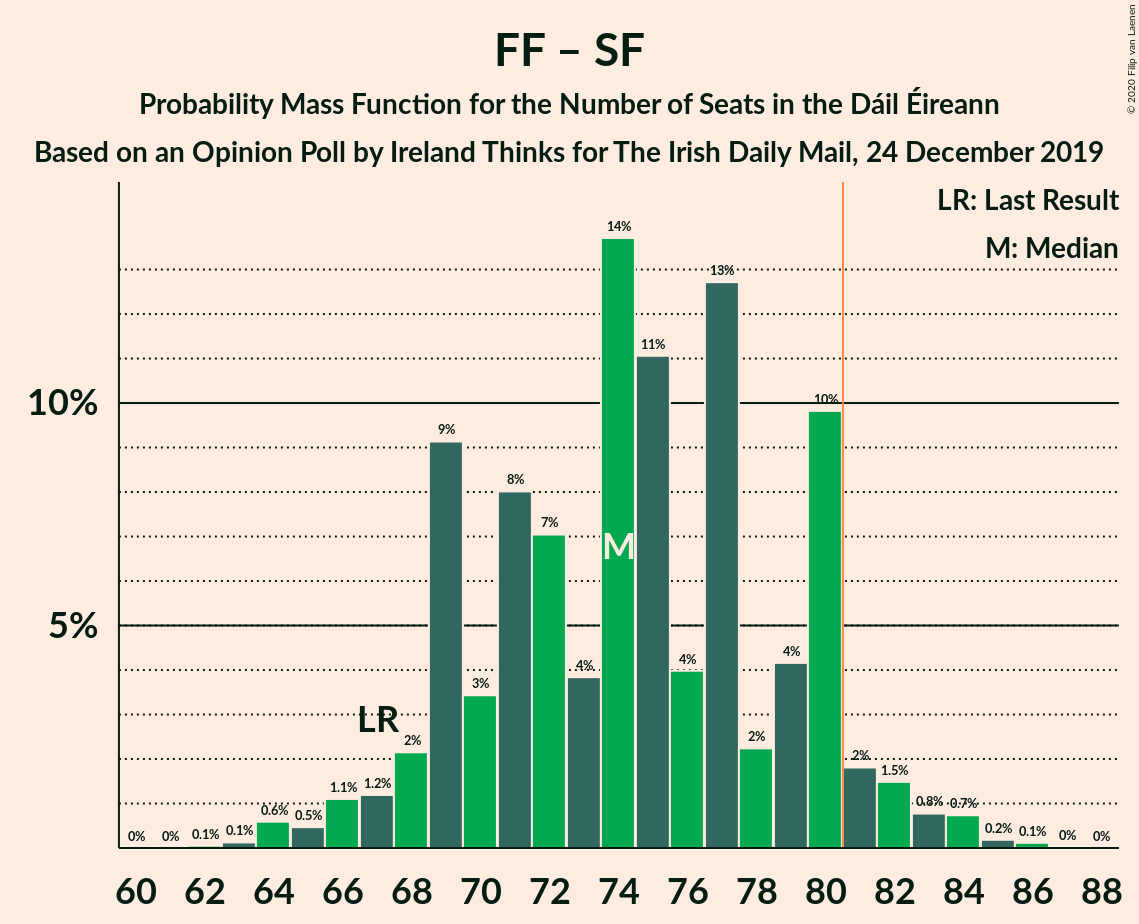 FF – SF
Probability Mass Function for the Number of Seats in the Dáil Éireann
Based on an Opinion Poll by Ireland Thinks for The Irish Daily Mail, 24 December 2019
© 2020 Filip van Laenen
LR: Last Result
M: Median
10%
5%
0% 0% 0.1% 0.1% 0.6% 0.5% 1.1% 1.2% 2% 9% 3% 8% 7% 4% 14% 11% 4% 13% 2% 4% 10% 2% 1.5% 0.8% 0.7% 0.2% 0.1% 0% 0%
LR
M
60 62 64 66 68 70 72 74 76 78 80 82 84 86 88